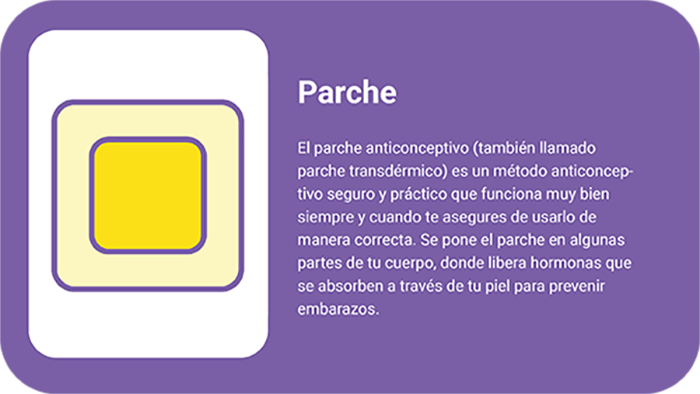 Parche
El parche anticonceptivo (también llamado
parche transdérmico) es un método anticoncep-
tivo seguro y práctico que funciona muy bien
siempre y cuando te asegures de usarlo de
manera correcta. Se pone el parche en algunas
partes de tu cuerpo, donde libera hormonas que
se absorben a través de tu piel para prevenir
embarazos.